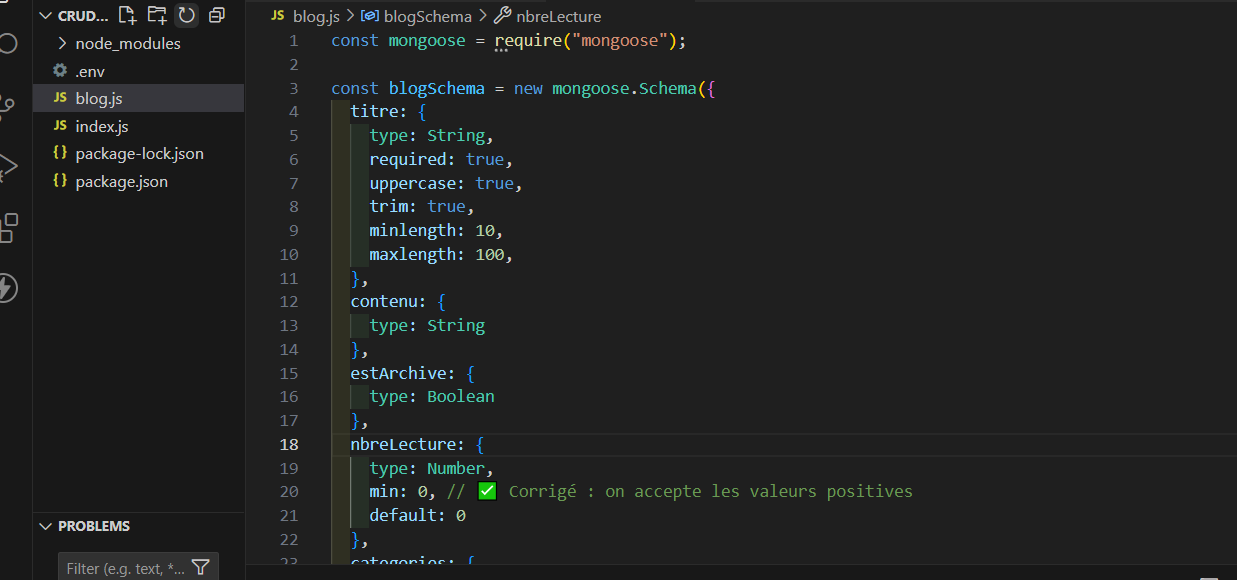 CRUD...
node_modules
.env
JS blog.js
JS index.js
{} package-lock.json
{} package.json
PROBLEMS
Filter (e.g. text, *...
JS blog.js > blogSchema > nbreLecture
1 const mongoose = require("mongoose");
2
3 const blogSchema = new mongoose.Schema({
4 titre: {
5 type: String,
6 required: true,
7 uppercase: true,
8 trim: true,
9 minlength: 10,
10 maxlength: 100,
11 },
12 contenu: {
13 type: String
14 },
15 estArchive: {
16 type: Boolean
17 },
18 nbreLecture: {
19 type: Number,
20 min: 0, // ✅ Corrigé : on accepte les valeurs positives
21 default: 0
22 },
23 categories: {